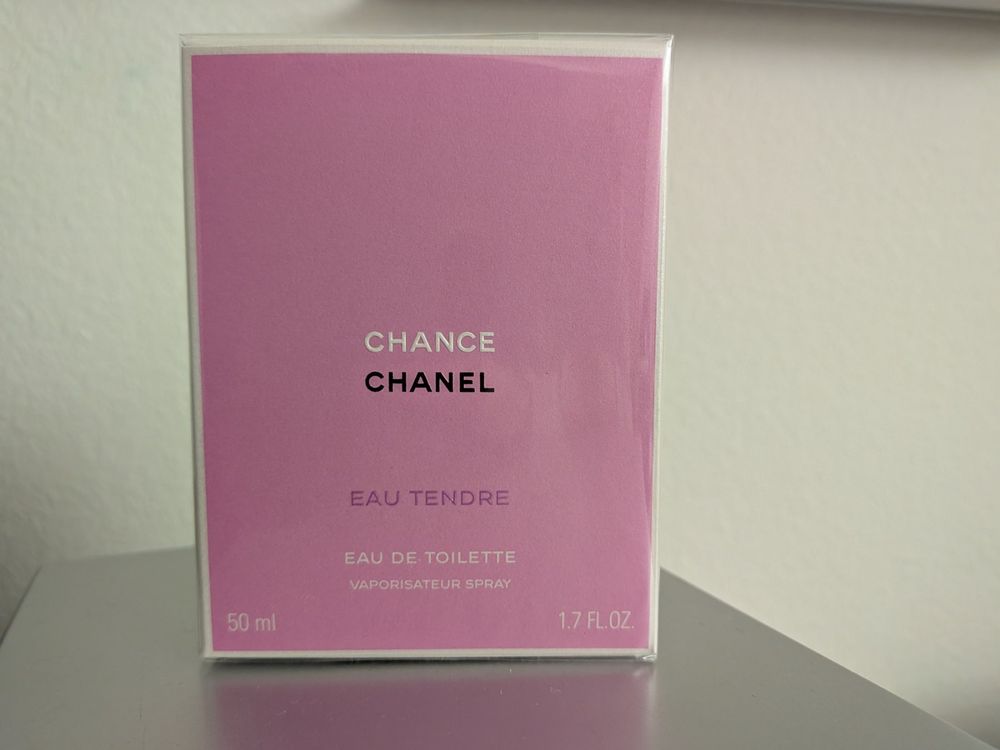 CHANCE
CHANEL
EAU TENDRE
EAU DE TOILETTE
VAPORISATEUR SPRAY
50 ml 1.7 FL.OZ.